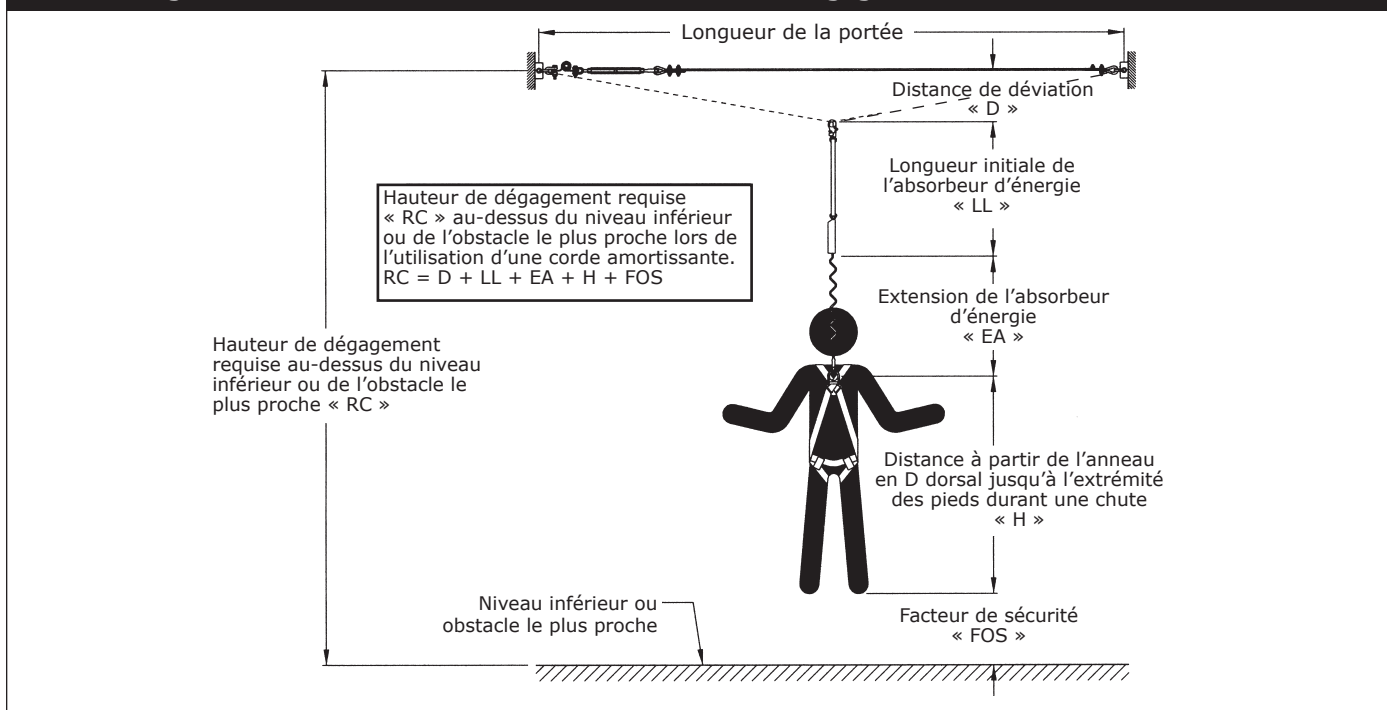 Longueur de la portée
Distance de déviation
« D »
Longueur initiale de
l’absorbeur d’énergie
« LL »
Hauteur de dégagement requise
« RC » au-dessus du niveau inférieur
ou de l’obstacle le plus proche lors de
l’utilisation d’une corde amortissante.
RC = D + LL + EA + H + FOS
Extension de l’absorbeur
d’énergie
« EA »
Hauteur de dégagement
requise au-dessus du niveau
inférieur ou de l’obstacle le
plus proche « RC »
Distance à partir de l’anneau
en D dorsal jusqu’à l’extrémité
des pieds durant une chute
« H »
Niveau inférieur ou
obstacle le plus proche
Facteur de sécurité
« FOS »